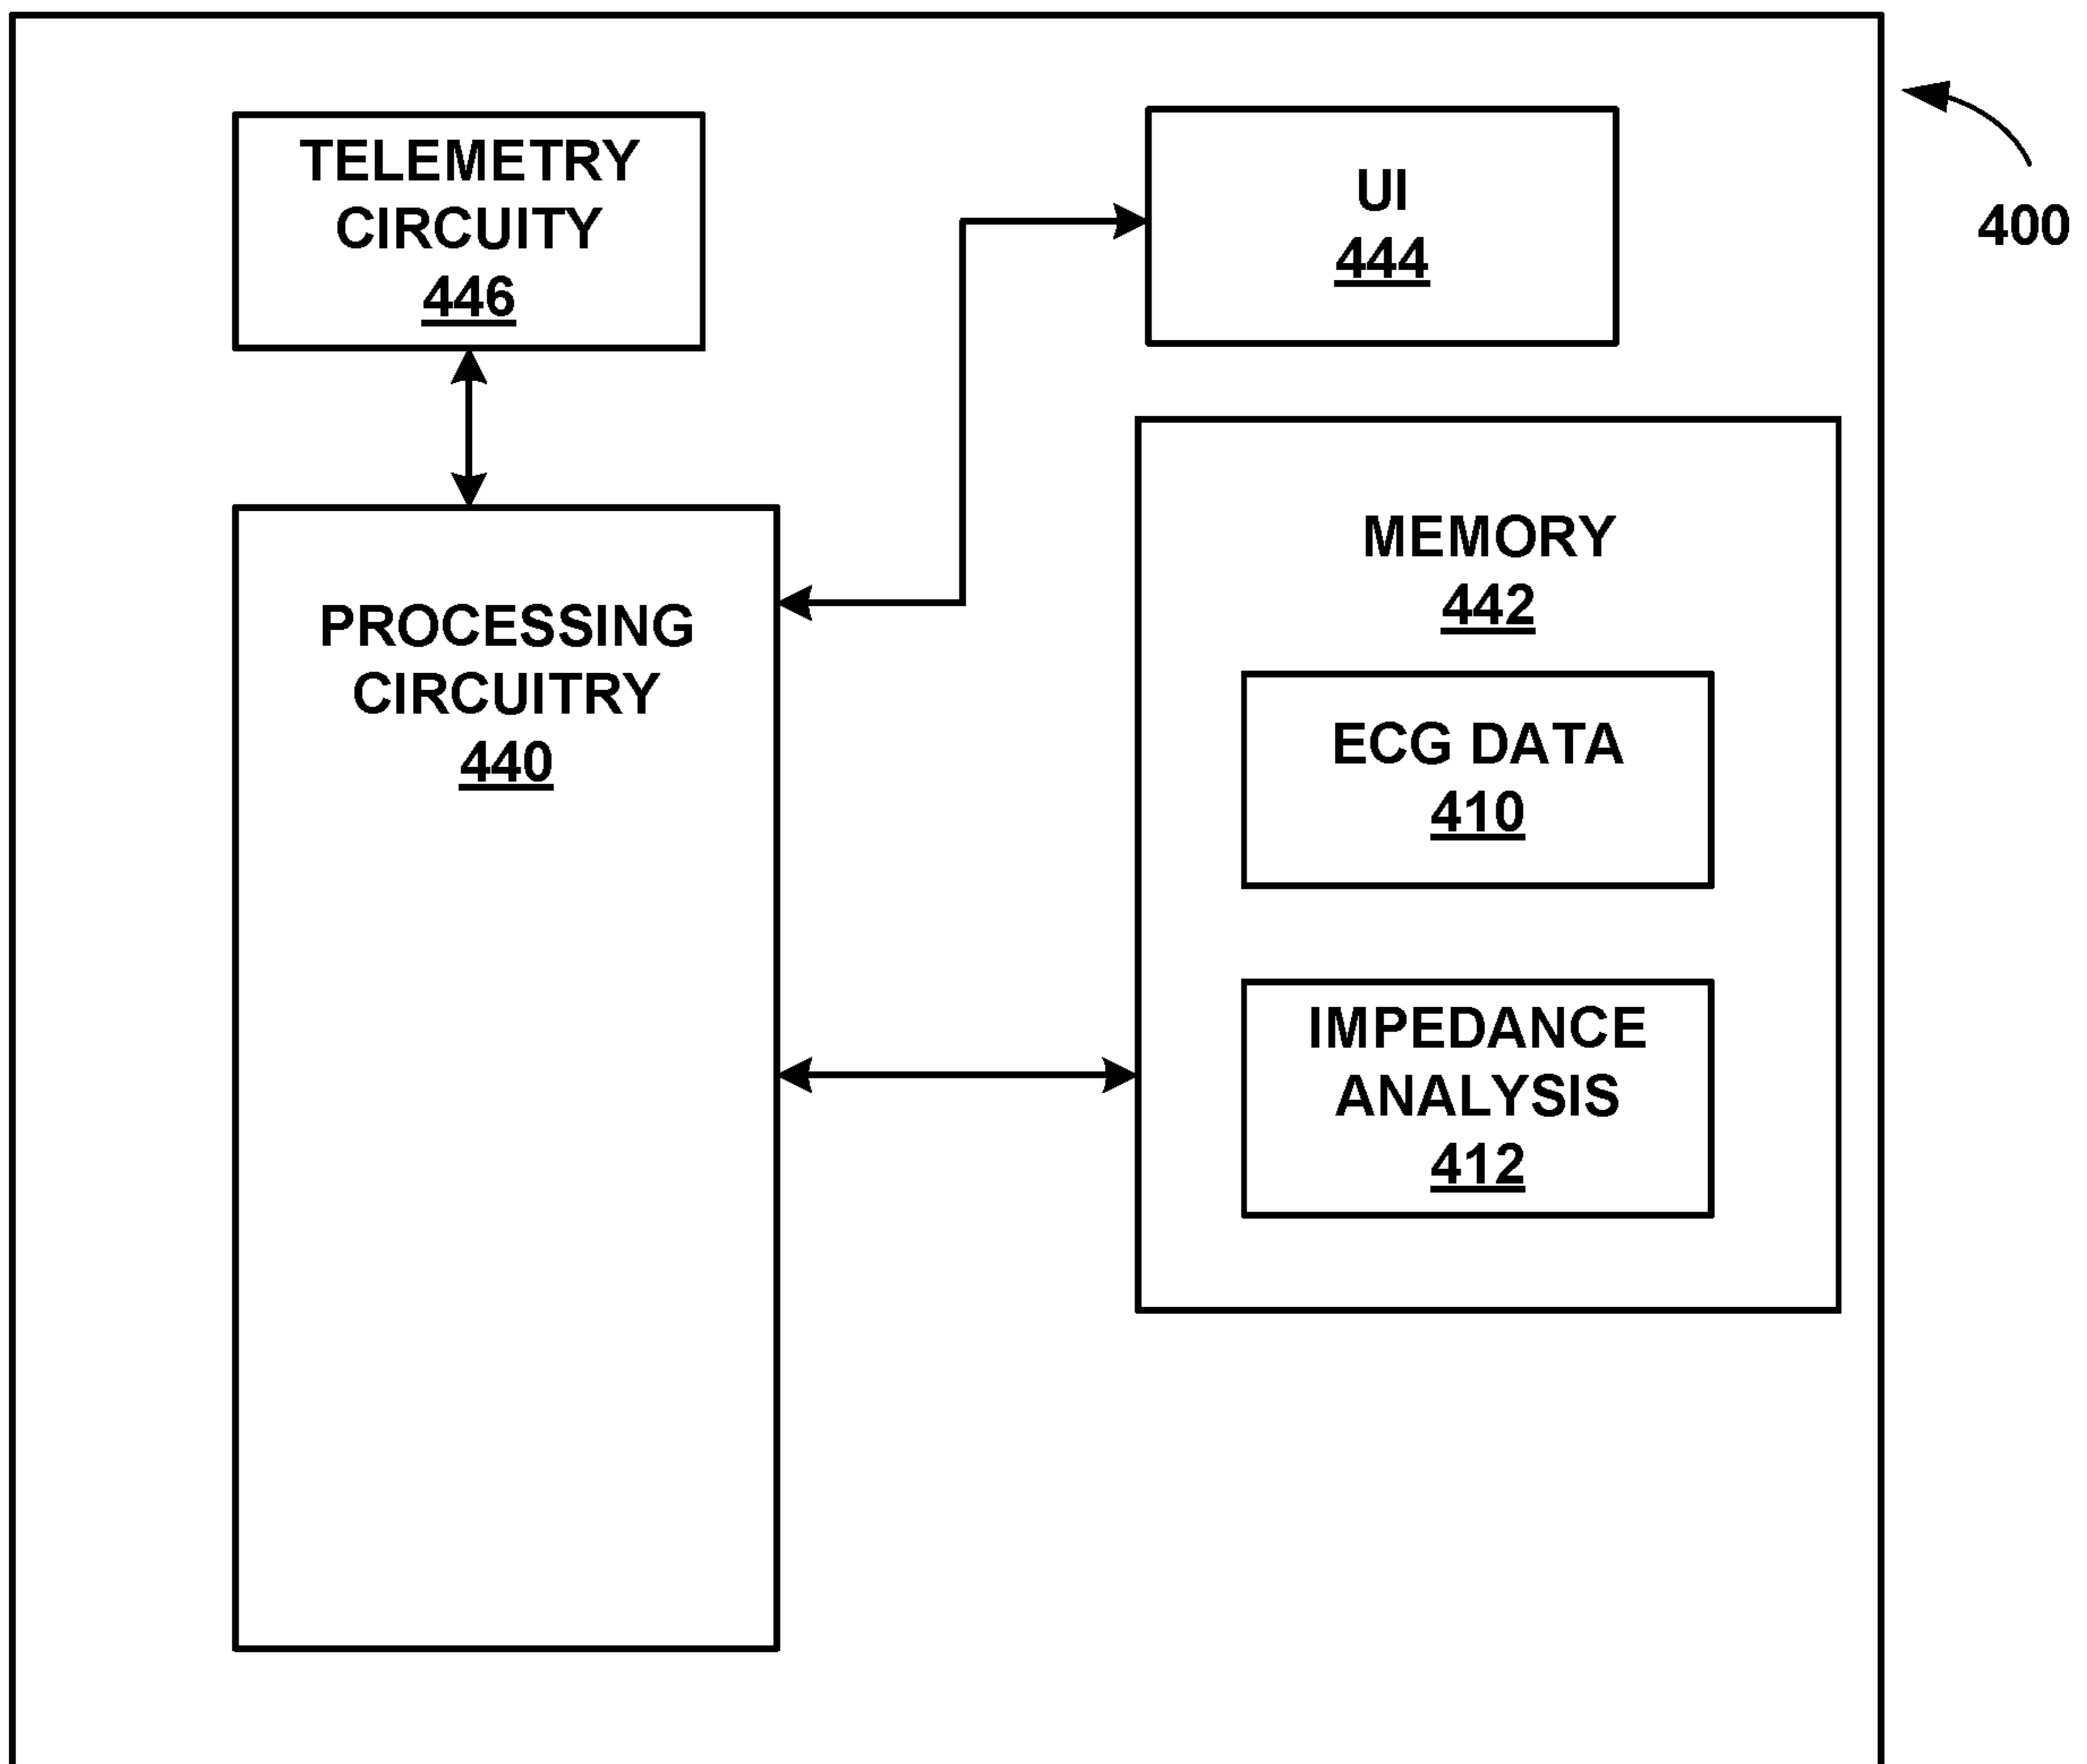 TELEMETRY
CIRCUITY
446
UI
444
400
PROCESSING
CIRCUITRY
440
MEMORY
442
ECG DATA
410
IMPEDANCE
ANALYSIS
412